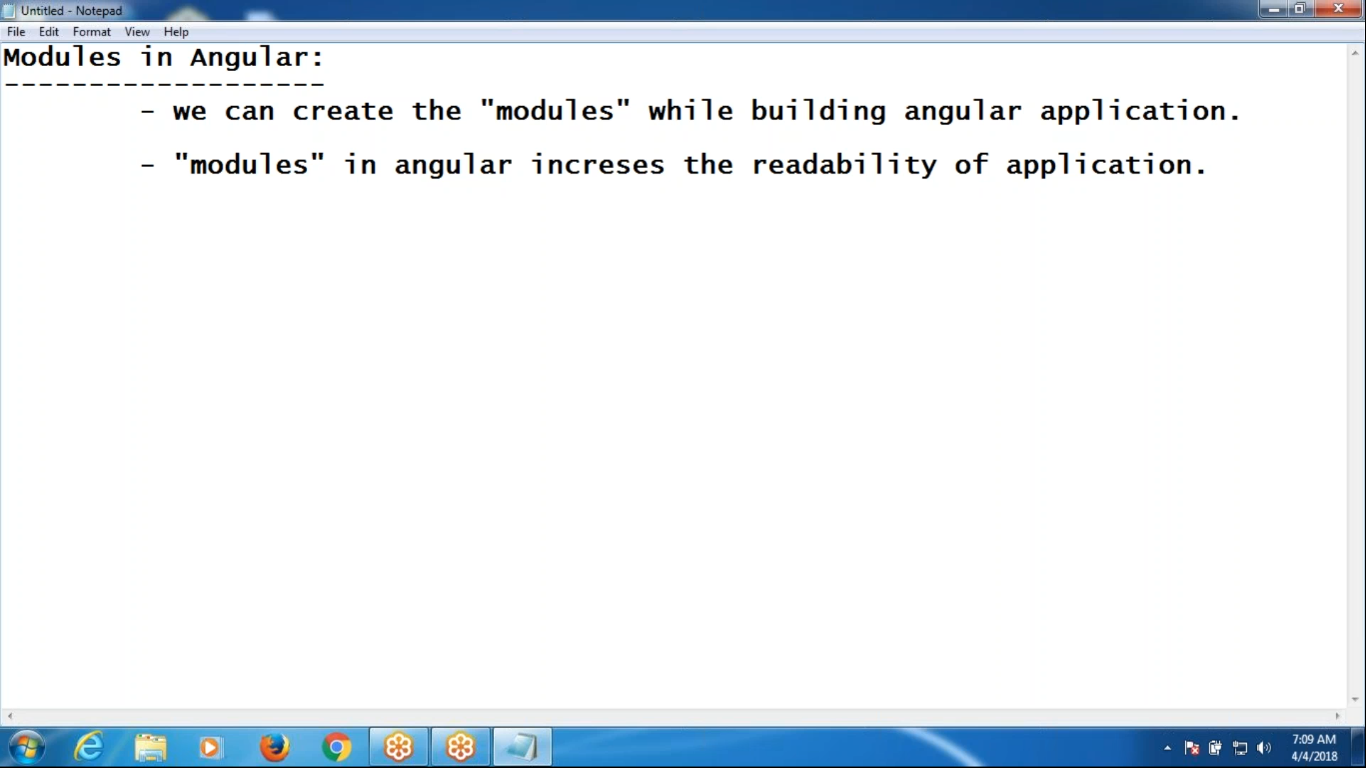 Untitled - Notepad
File Edit Format View Help
Modules in Angular:
-------------------
- we can create the "modules" while building angular application.
- "modules" in angular increses the readability of application.
7:09 AM
4/4/2018